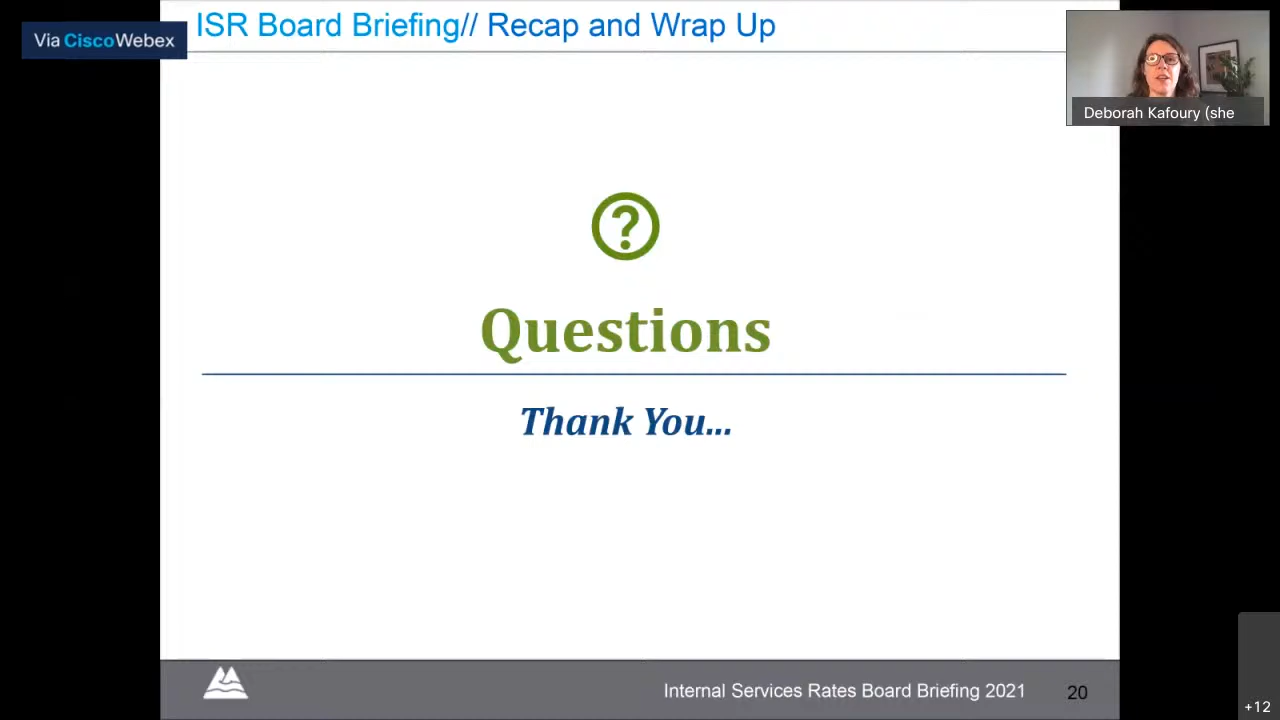 Via CiscoWebex
ISR Board Briefing// Recap and Wrap Up
Deborah Kafoury (she
?
Questions
Thank You...
Internal Services Rates Board Briefing 2021
20
+12